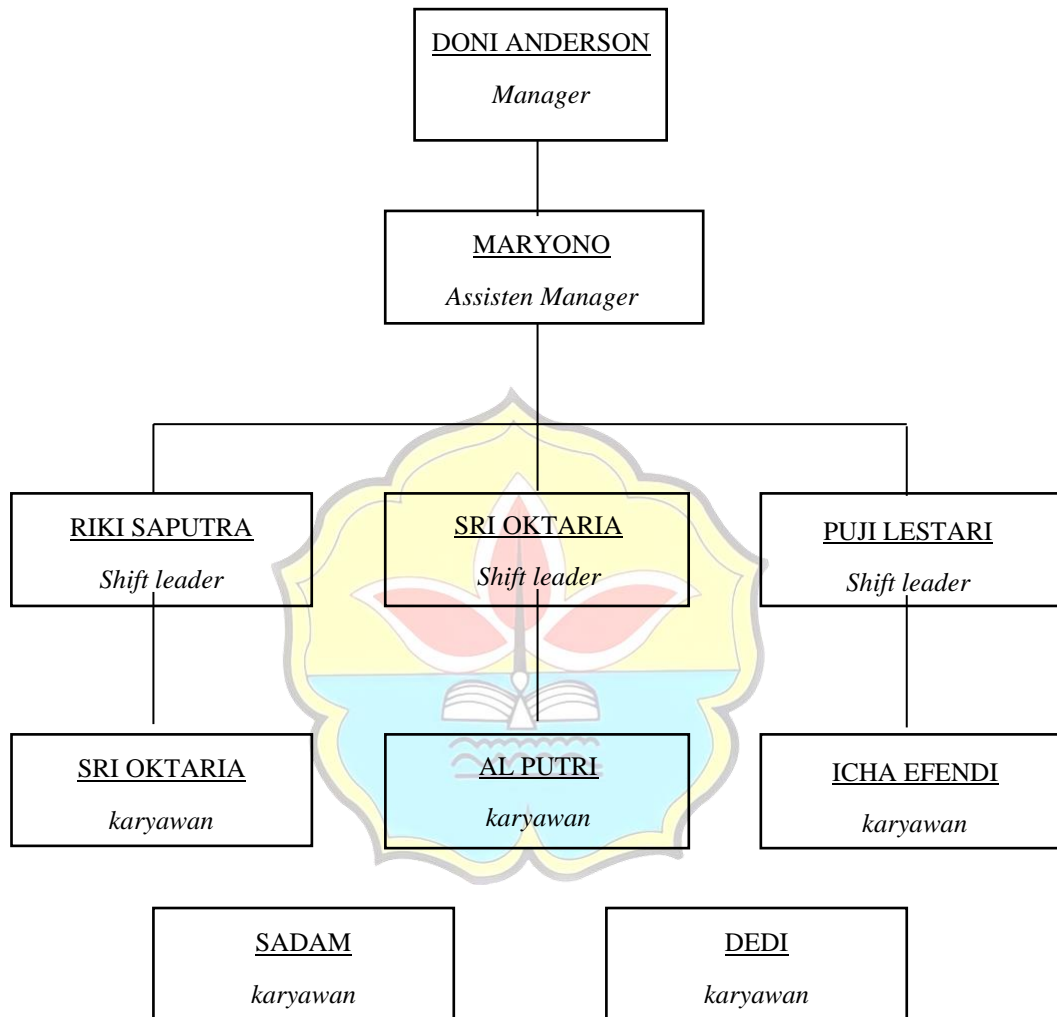 DONI ANDERSON
Manager
MARYONO
Assisten Manager
RIKI SAPUTRA
Shift leader
SRI OKTARIA
Shift leader
PUJI LESTARI
Shift leader
SRI OKTARIA
karyawan
AL PUTRI
karyawan
ICHA EFENDI
karyawan
SADAM
karyawan
DEDI
karyawan